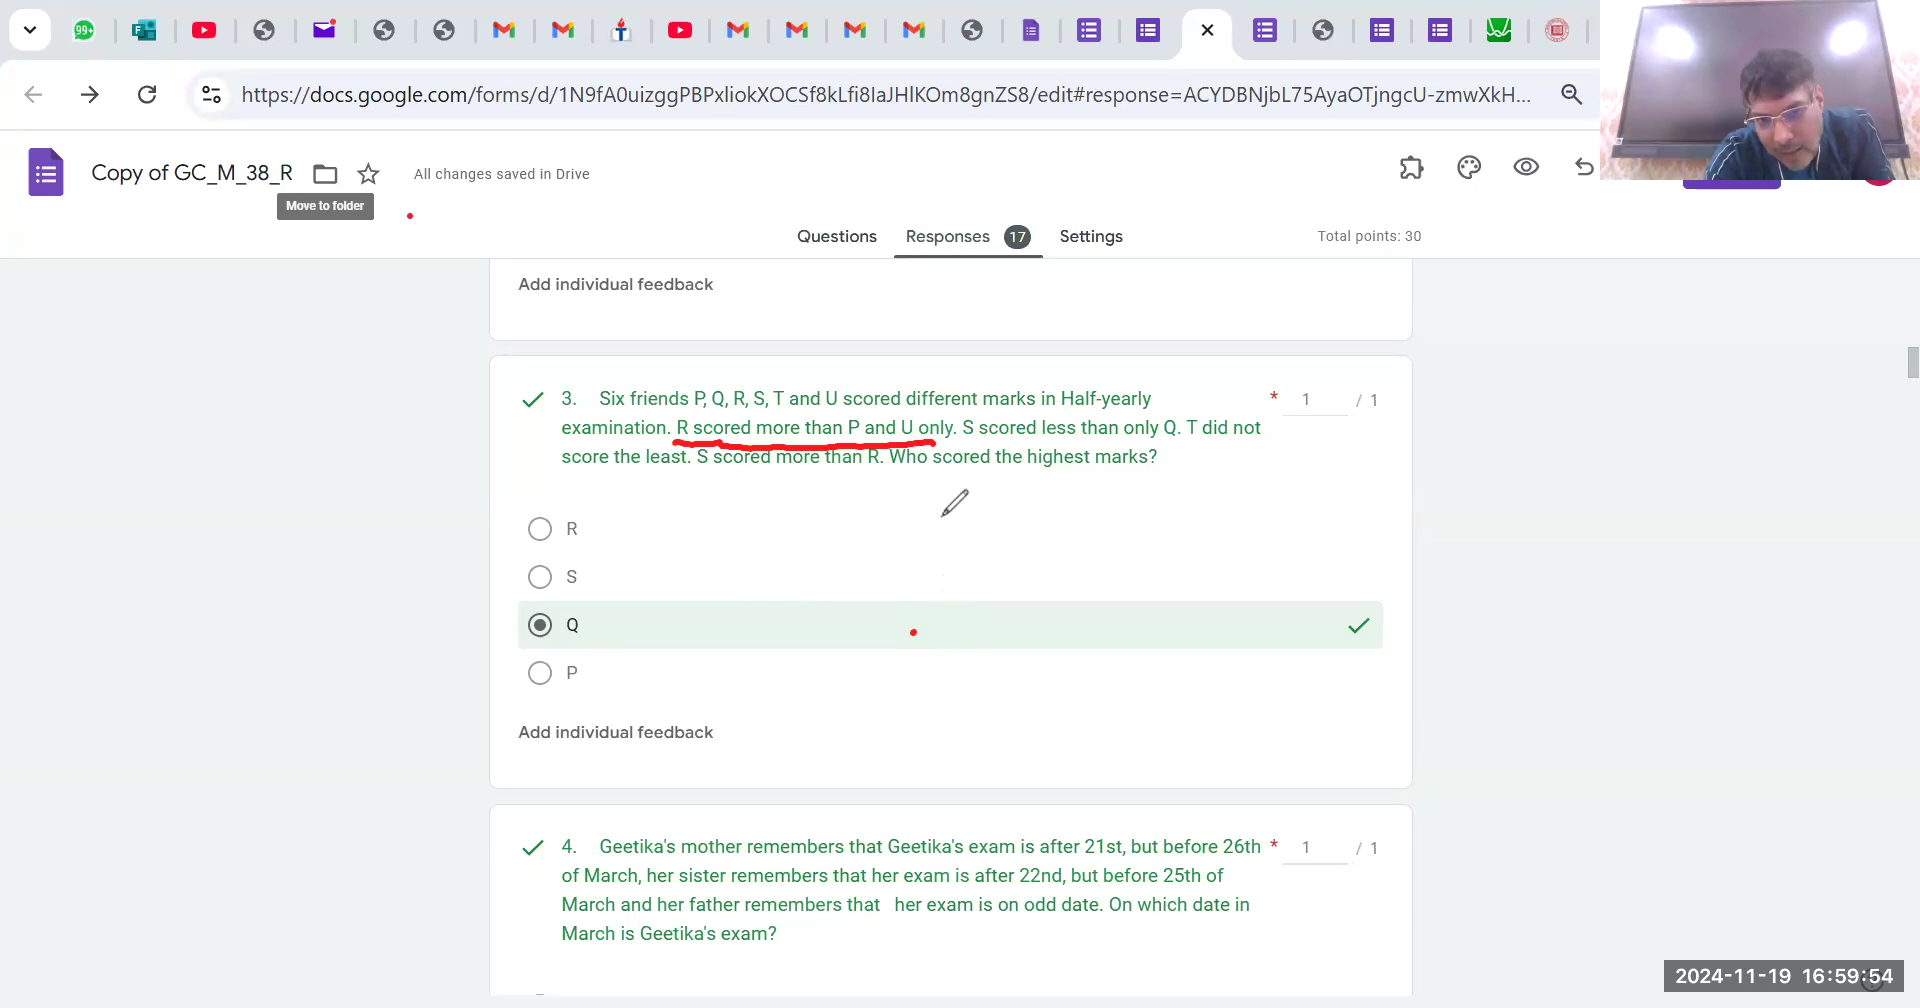 99+
https://docs.google.com/forms/d/1N9fA0uizggPBPxliokXOCSf8kLfi8IaJHlKOm8gnZS8/edit#response=ACYDBNjbL75AyaOTjngcU-zmwXkH...
Copy of GC_M_38_R
All changes saved in Drive
Move to folder
Questions
Responses 17
Settings
Total points: 30
Add individual feedback
3. Six friends P, Q, R, S, T and U scored different marks in Half-yearly * 1 / 1
examination. R scored more than P and U only. S scored less than only Q. T did not
score the least. S scored more than R. Who scored the highest marks?
R
S
Q
P
Add individual feedback
4. Geetika's mother remembers that Geetika's exam is after 21st, but before 26th * 1 / 1
of March, her sister remembers that her exam is after 22nd, but before 25th of
March and her father remembers that her exam is on odd date. On which date in
March is Geetika's exam?
2024-11-19 16:59:54